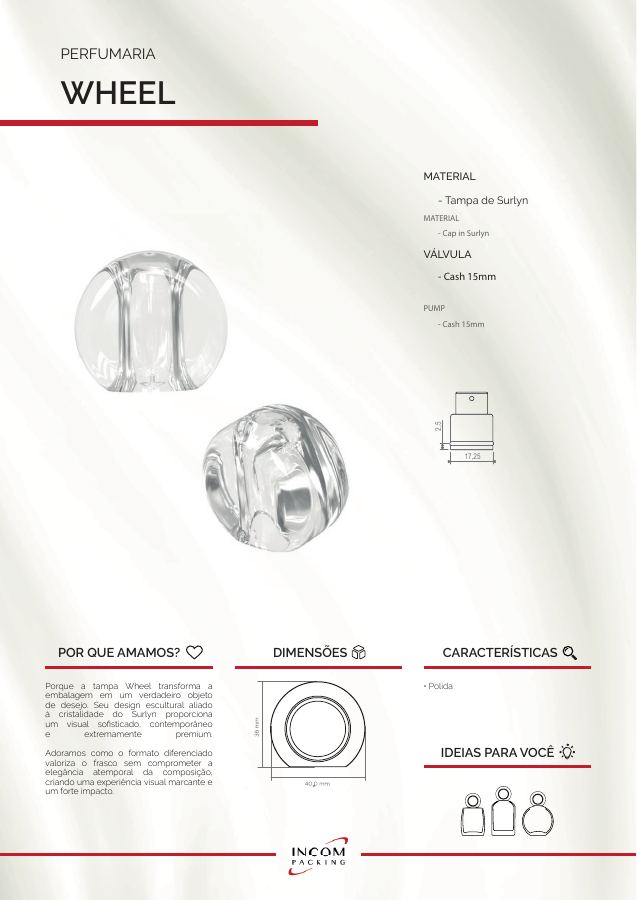 PERFUMARIA
WHEEL
MATERIAL
- Tampa de Surlyn
MATERIAL
- Cap in Surlyn
VÁLVULA
- Cash 15mm
PUMP
- Cash 15mm
2,5
17,25
POR QUE AMAMOS?
Porque a tampa Wheel transforma a
embalagem em um verdadeiro objeto
de desejo. Seu design escultural aliado
à cristalidade do Surlyn proporciona
um visual sofisticado, contemporâneo
e extremamente premium.
Adoramos como o formato diferenciado
valoriza o frasco sem comprometer a
elegância atemporal da composição,
criando uma experiência visual marcante e
um forte impacto.
DIMENSÕES
36 mm
40,0 mm
CARACTERÍSTICAS
• Polida
IDEIAS PARA VOCÊ
INCOM
PACKING